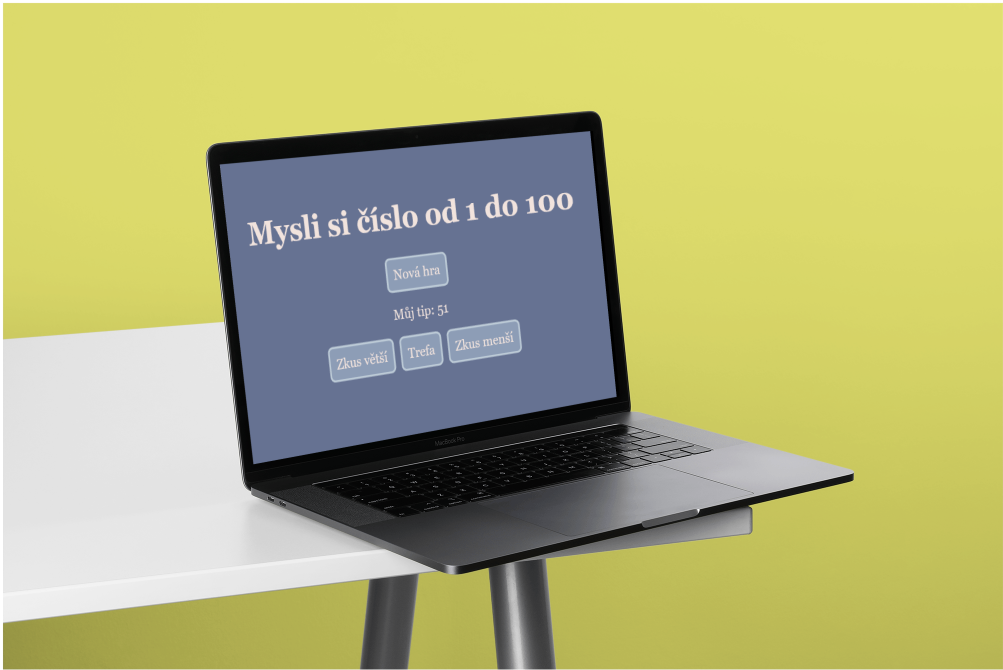 Mysli si číslo od 1 do 100
Nová hra
Můj tip: 51
Zkus větší Trefa Zkus menší
MacBook Pro